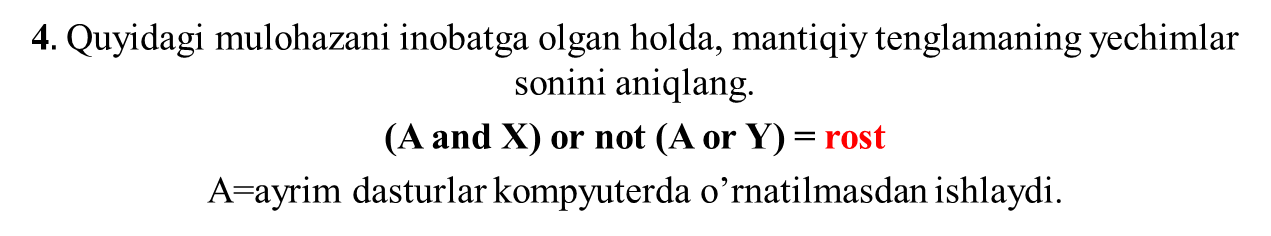 4. Quyidagi mulohazani inobatga olgan holda, mantiqiy tenglamaning yechimlar
sonini aniqlang.
(A and X) or not (A or Y) = rost
A=ayrim dasturlar kompyuterda o’rnatilmasdan ishlaydi.